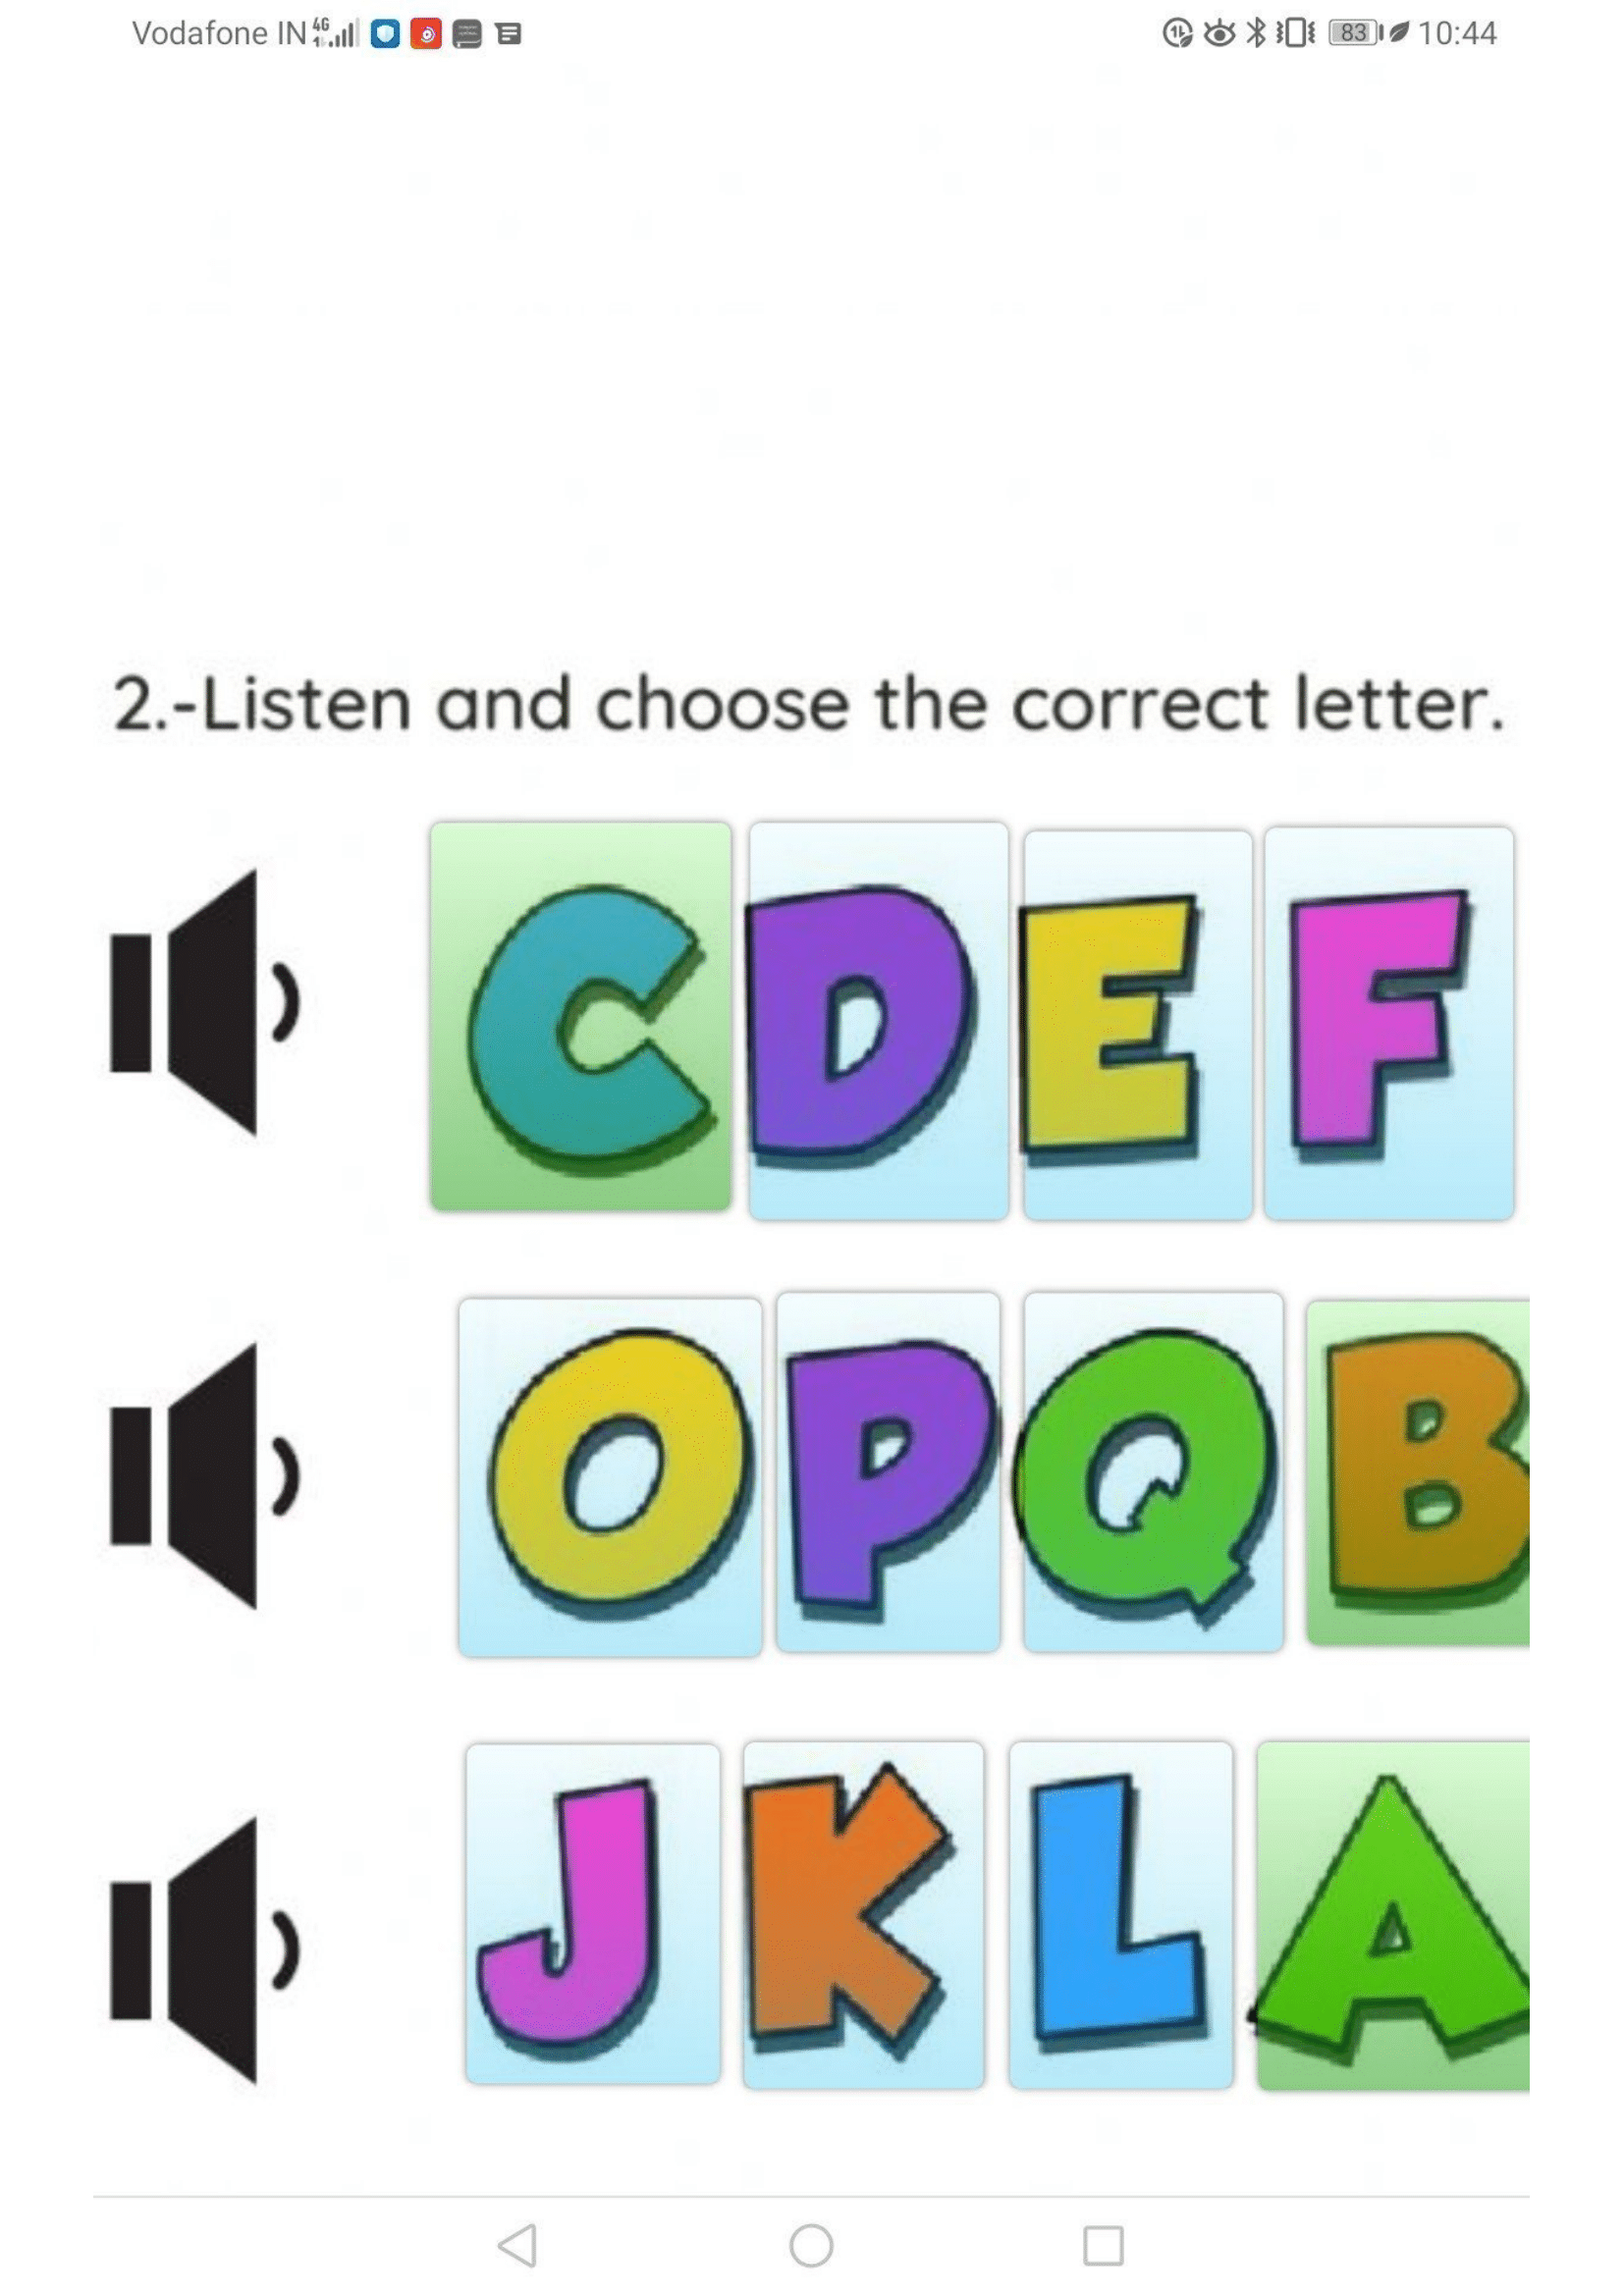 Vodafone IN 4G 83 10:44
2.-Listen and choose the correct letter.
C D E F
O P Q B
J K L A